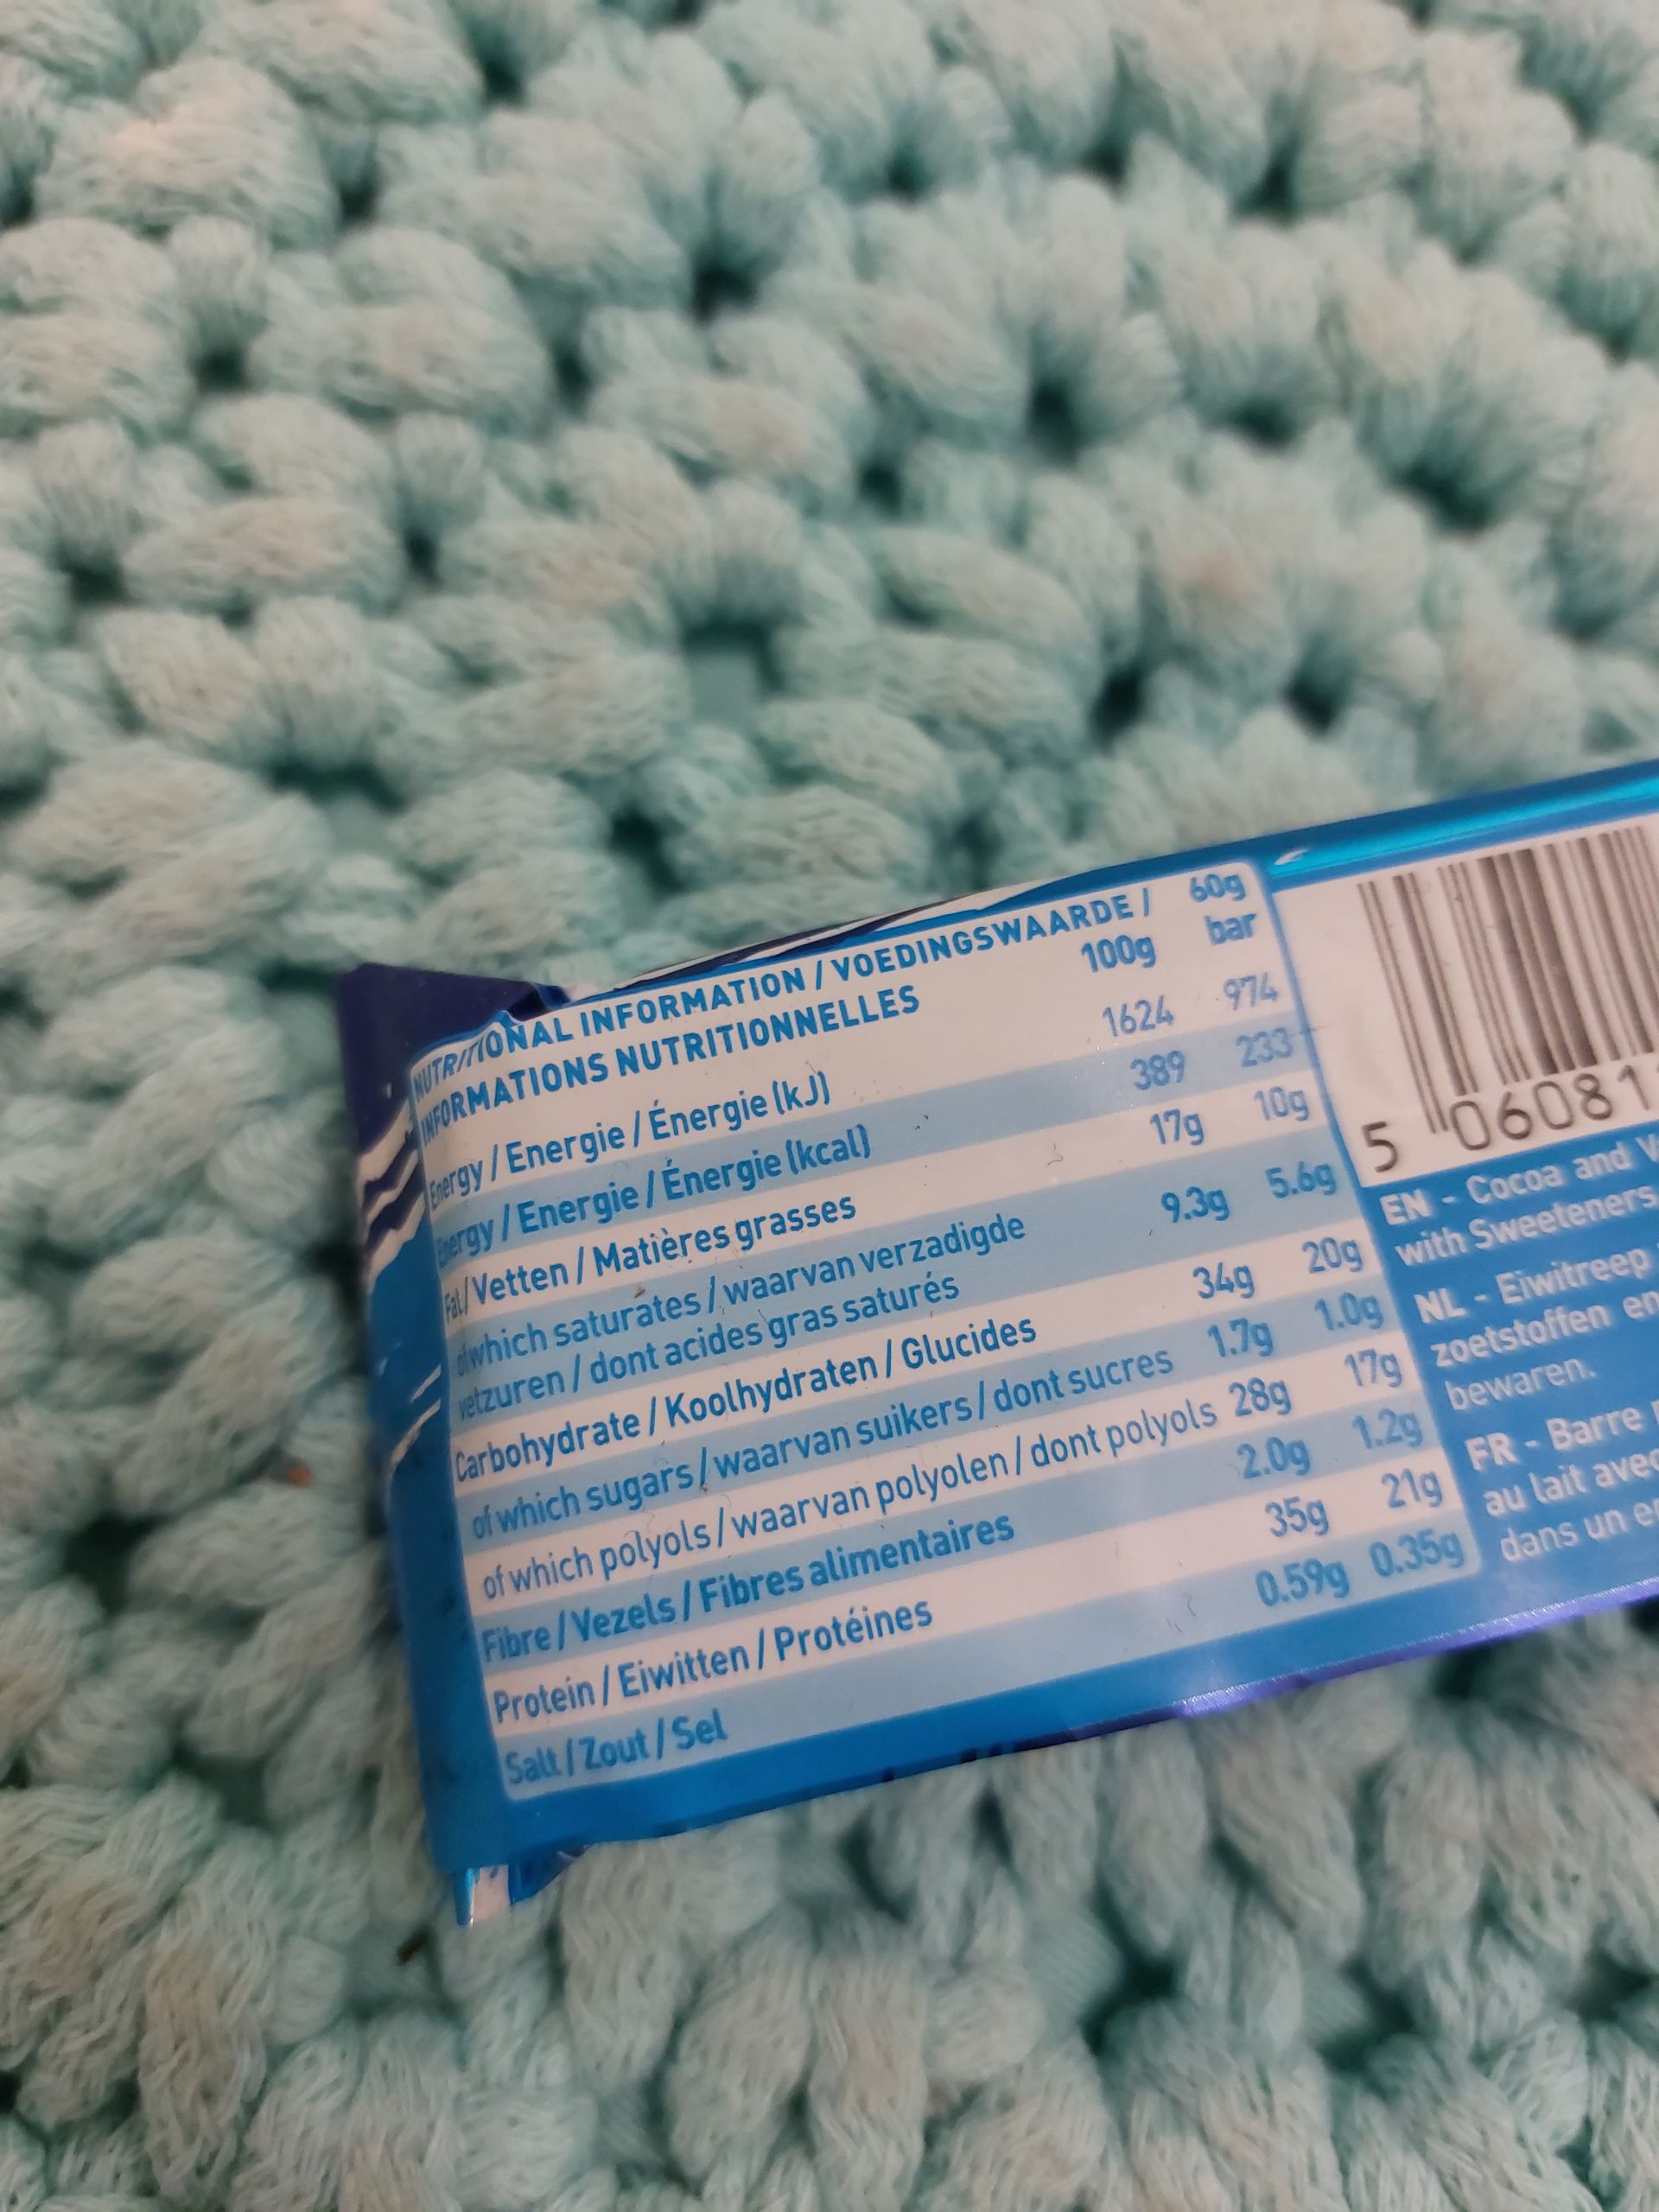 NUTRITIONAL INFORMATION / VOEDINGSWAARDE /
INFORMATIONS NUTRITIONNELLES 100g 60g bar
Energy / Energie / Énergie (kJ) 1624 974
Energy / Energie / Énergie (kcal) 389 233
Fat / Vetten / Matières grasses 17g 10g
of which saturates / waarvan verzadigde
vetzuren / dont acides gras saturés 9.3g 5.6g
Carbohydrate / Koolhydraten / Glucides 34g 20g
of which sugars / waarvan suikers / dont sucres 1.7g 1.0g
of which polyols / waarvan polyolen / dont polyols 28g 17g
Fibre / Vezels / Fibres alimentaires 2.0g 1.2g
Protein / Eiwitten / Protéines 35g 21g
Salt / Zout / Sel 0.59g 0.35g
5 06081
EN - Cocoa and
with Sweeteners
NL - Eiwitreep
zoetstoffen en
bewaren.
FR - Barre
au lait avec
dans un